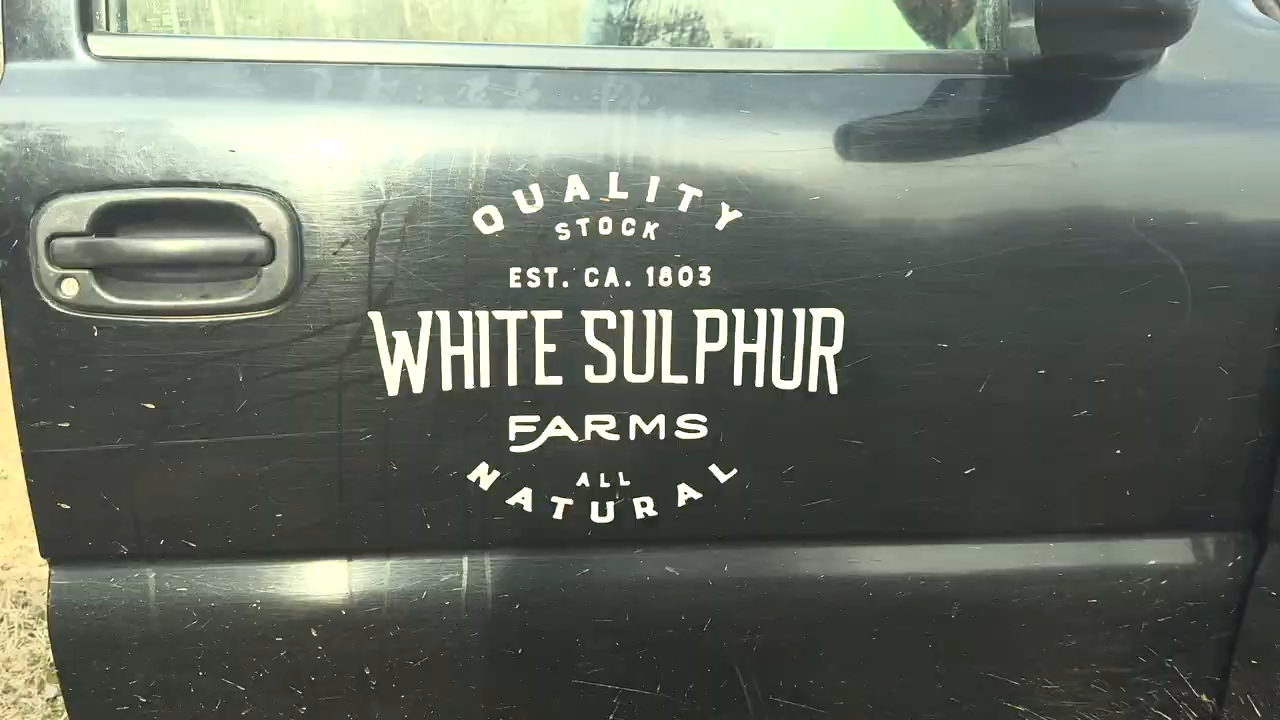 QUALITY
STOCK
EST. CA. 1803
WHITE SULPHUR
FARMS
ALL
NATURAL